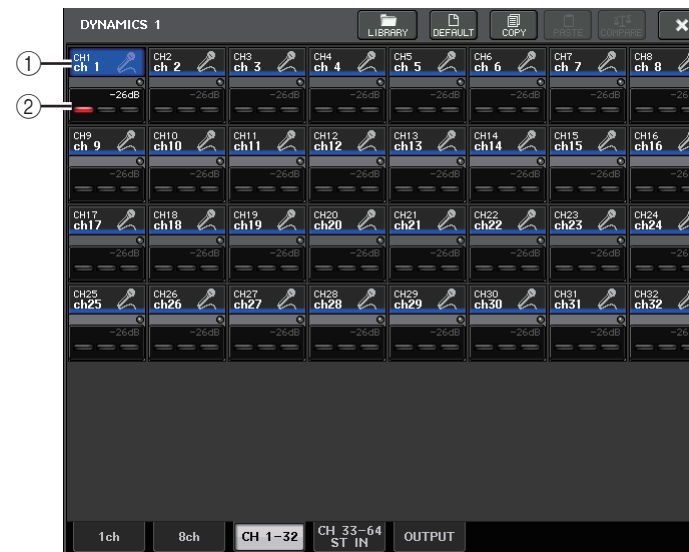 DYNAMICS 1 LIBRARY DEFAULT COPY PASTE COMPARE
① CH1 CH2 CH3 CH4 CH5 CH6 CH7 CH8
ch 1 ch 2 ch 3 ch 4 ch 5 ch 6 ch 7 ch 8
② -26dB -26dB -26dB -26dB -26dB -26dB -26dB -26
CH9 CH10 CH11 CH12 CH13 CH14 CH15 CH16
ch 9 ch10 ch11 ch12 ch13 ch14 ch15 ch16
-26dB -26dB -26dB -26dB -26dB -26dB -26dB -26
CH17 CH18 CH19 CH20 CH21 CH22 CH23 CH24
ch17 ch18 ch19 ch20 ch21 ch22 ch23 ch24
-26dB -26dB -26dB -26dB -26dB -26dB -26dB -26
CH25 CH26 CH27 CH28 CH29 CH30 CH31 CH32
ch25 ch26 ch27 ch28 ch29 ch30 ch31 ch32
-26dB -26dB -26dB -26dB -26dB -26dB -26dB -26
1ch 8ch CH 1-32 CH 33-64 OUTPUT
ST IN